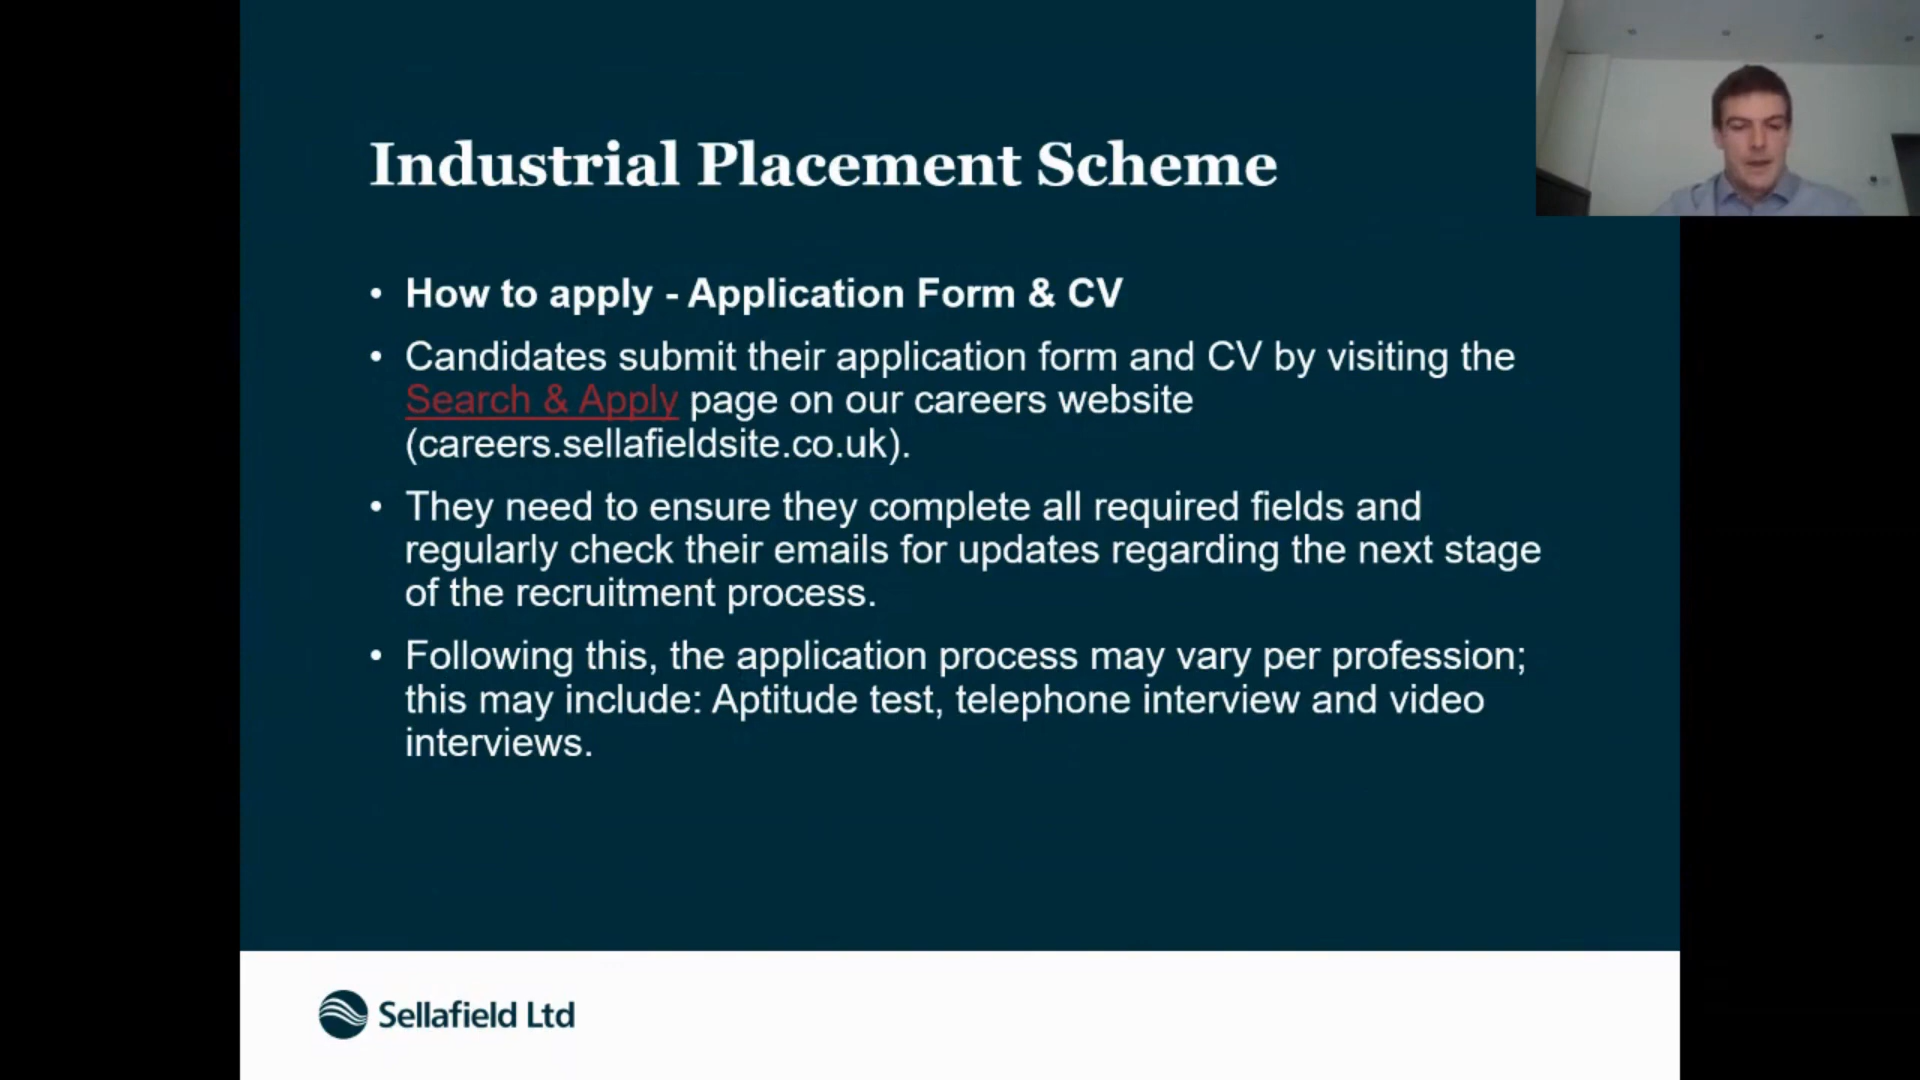 Industrial Placement Scheme
• How to apply - Application Form & CV
• Candidates submit their application form and CV by visiting the
Search & Apply page on our careers website
(careers.sellafieldsite.co.uk).
• They need to ensure they complete all required fields and
regularly check their emails for updates regarding the next stage
of the recruitment process.
• Following this, the application process may vary per profession;
this may include: Aptitude test, telephone interview and video
interviews.
Sellafield Ltd